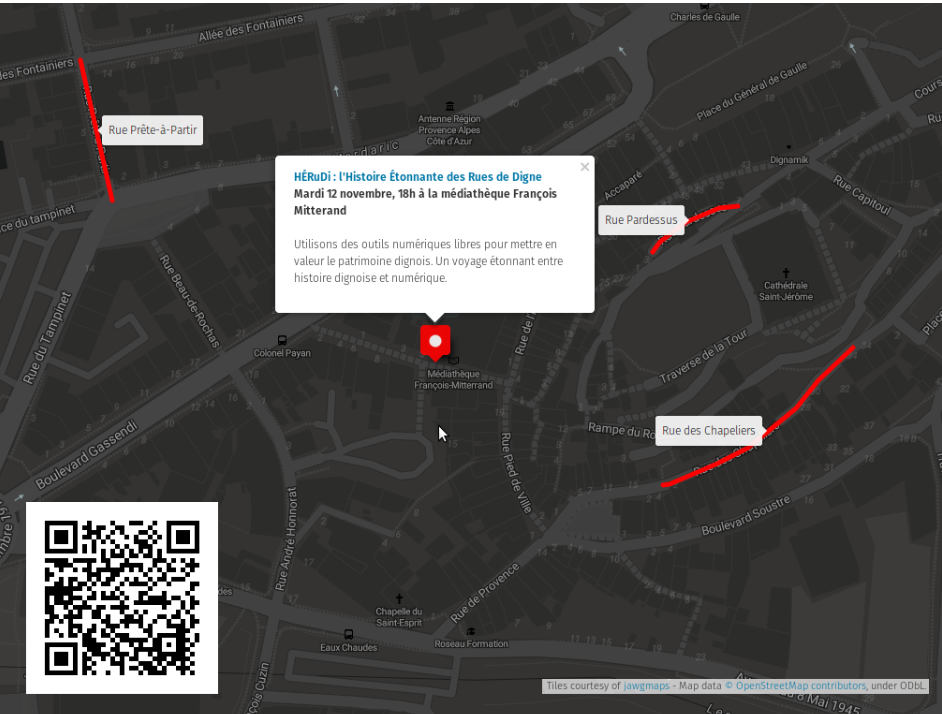 Charles de Gaulle
Allée des Fontainiers
des Fontainiers
Place du Général de Gaulle
Cours
Antenne Région
Provence Alpes
Côte d'Azur
Rue Prête-à-Partir
Dignamik
Rue Capitoul
HÉRuDi : l'Histoire Étonnante des Rues de Digne
Mardi 12 novembre, 18h à la médiathèque François
Mitterand
Utilisons des outils numériques libres pour mettre en
valeur le patrimoine dignois. Un voyage étonnant entre
histoire dignoise et numérique.
×
Accaparé
Rue Pardessus
ce du tampinet
Rue Beau-de-Rochas
Cathédrale
Saint-Jérôme
Rue du Tampinet
Colonel Payan
Traverse de la Tour
Médiathèque
François-Mitterrand
Rampe du Ro
Rue des Chapeliers
Boulevard Gassendi
Rue Pied de Ville
Boulevard Soustre
Rue André Honnorat
Rue de Provence
Chapelle du
Saint-Esprit
Eaux Chaudes
Roseau Formation
çois Cuzin
Tiles courtesy of jawgmaps - Map data © OpenStreetMap contributors, under ODbL.
8 Mai 1945